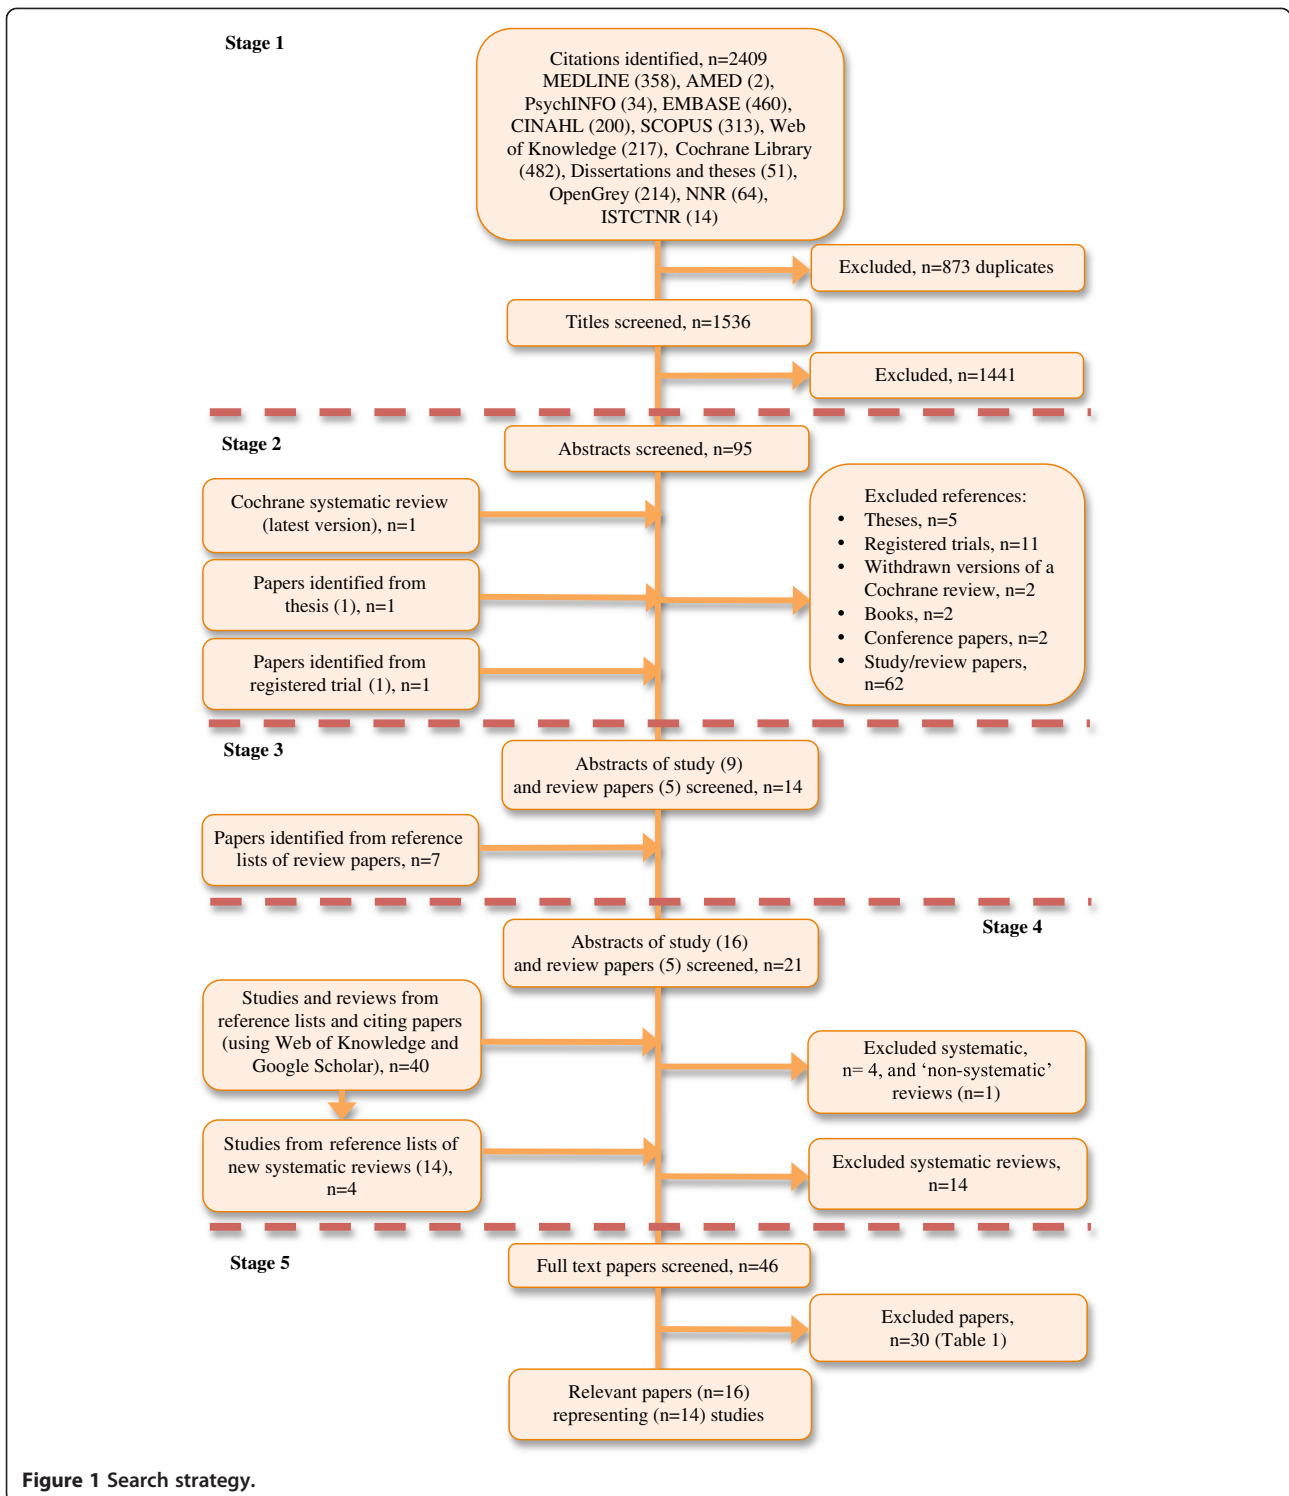 Stage 1
Citations identified, n=2409
MEDLINE (358), AMED (2),
PsychINFO (34), EMBASE (460),
CINAHL (200), SCOPUS (313), Web
of Knowledge (217), Cochrane Library
(482), Dissertations and theses (51),
OpenGrey (214), NNR (64),
ISTCTNR (14)
Excluded, n=873 duplicates
Titles screened, n=1536
Excluded, n=1441
Stage 2
Abstracts screened, n=95
Cochrane systematic review
(latest version), n=1
Papers identified from
thesis (1), n=1
Papers identified from
registered trial (1), n=1
Excluded references:
• Theses, n=5
• Registered trials, n=11
• Withdrawn versions of a
Cochrane review, n=2
• Books, n=2
• Conference papers, n=2
• Study/review papers,
n=62
Stage 3
Abstracts of study (9)
and review papers (5) screened, n=14
Papers identified from reference
lists of review papers, n=7
Stage 4
Abstracts of study (16)
and review papers (5) screened, n=21
Studies and reviews from
reference lists and citing papers
(using Web of Knowledge and
Google Scholar), n=40
Excluded systematic,
n= 4, and ‘non-systematic’
reviews (n=1)
Studies from reference lists of
new systematic reviews (14),
n=4
Excluded systematic reviews,
n=14
Stage 5
Full text papers screened, n=46
Excluded papers,
n=30 (Table 1)
Relevant papers (n=16)
representing (n=14) studies
Figure 1 Search strategy.